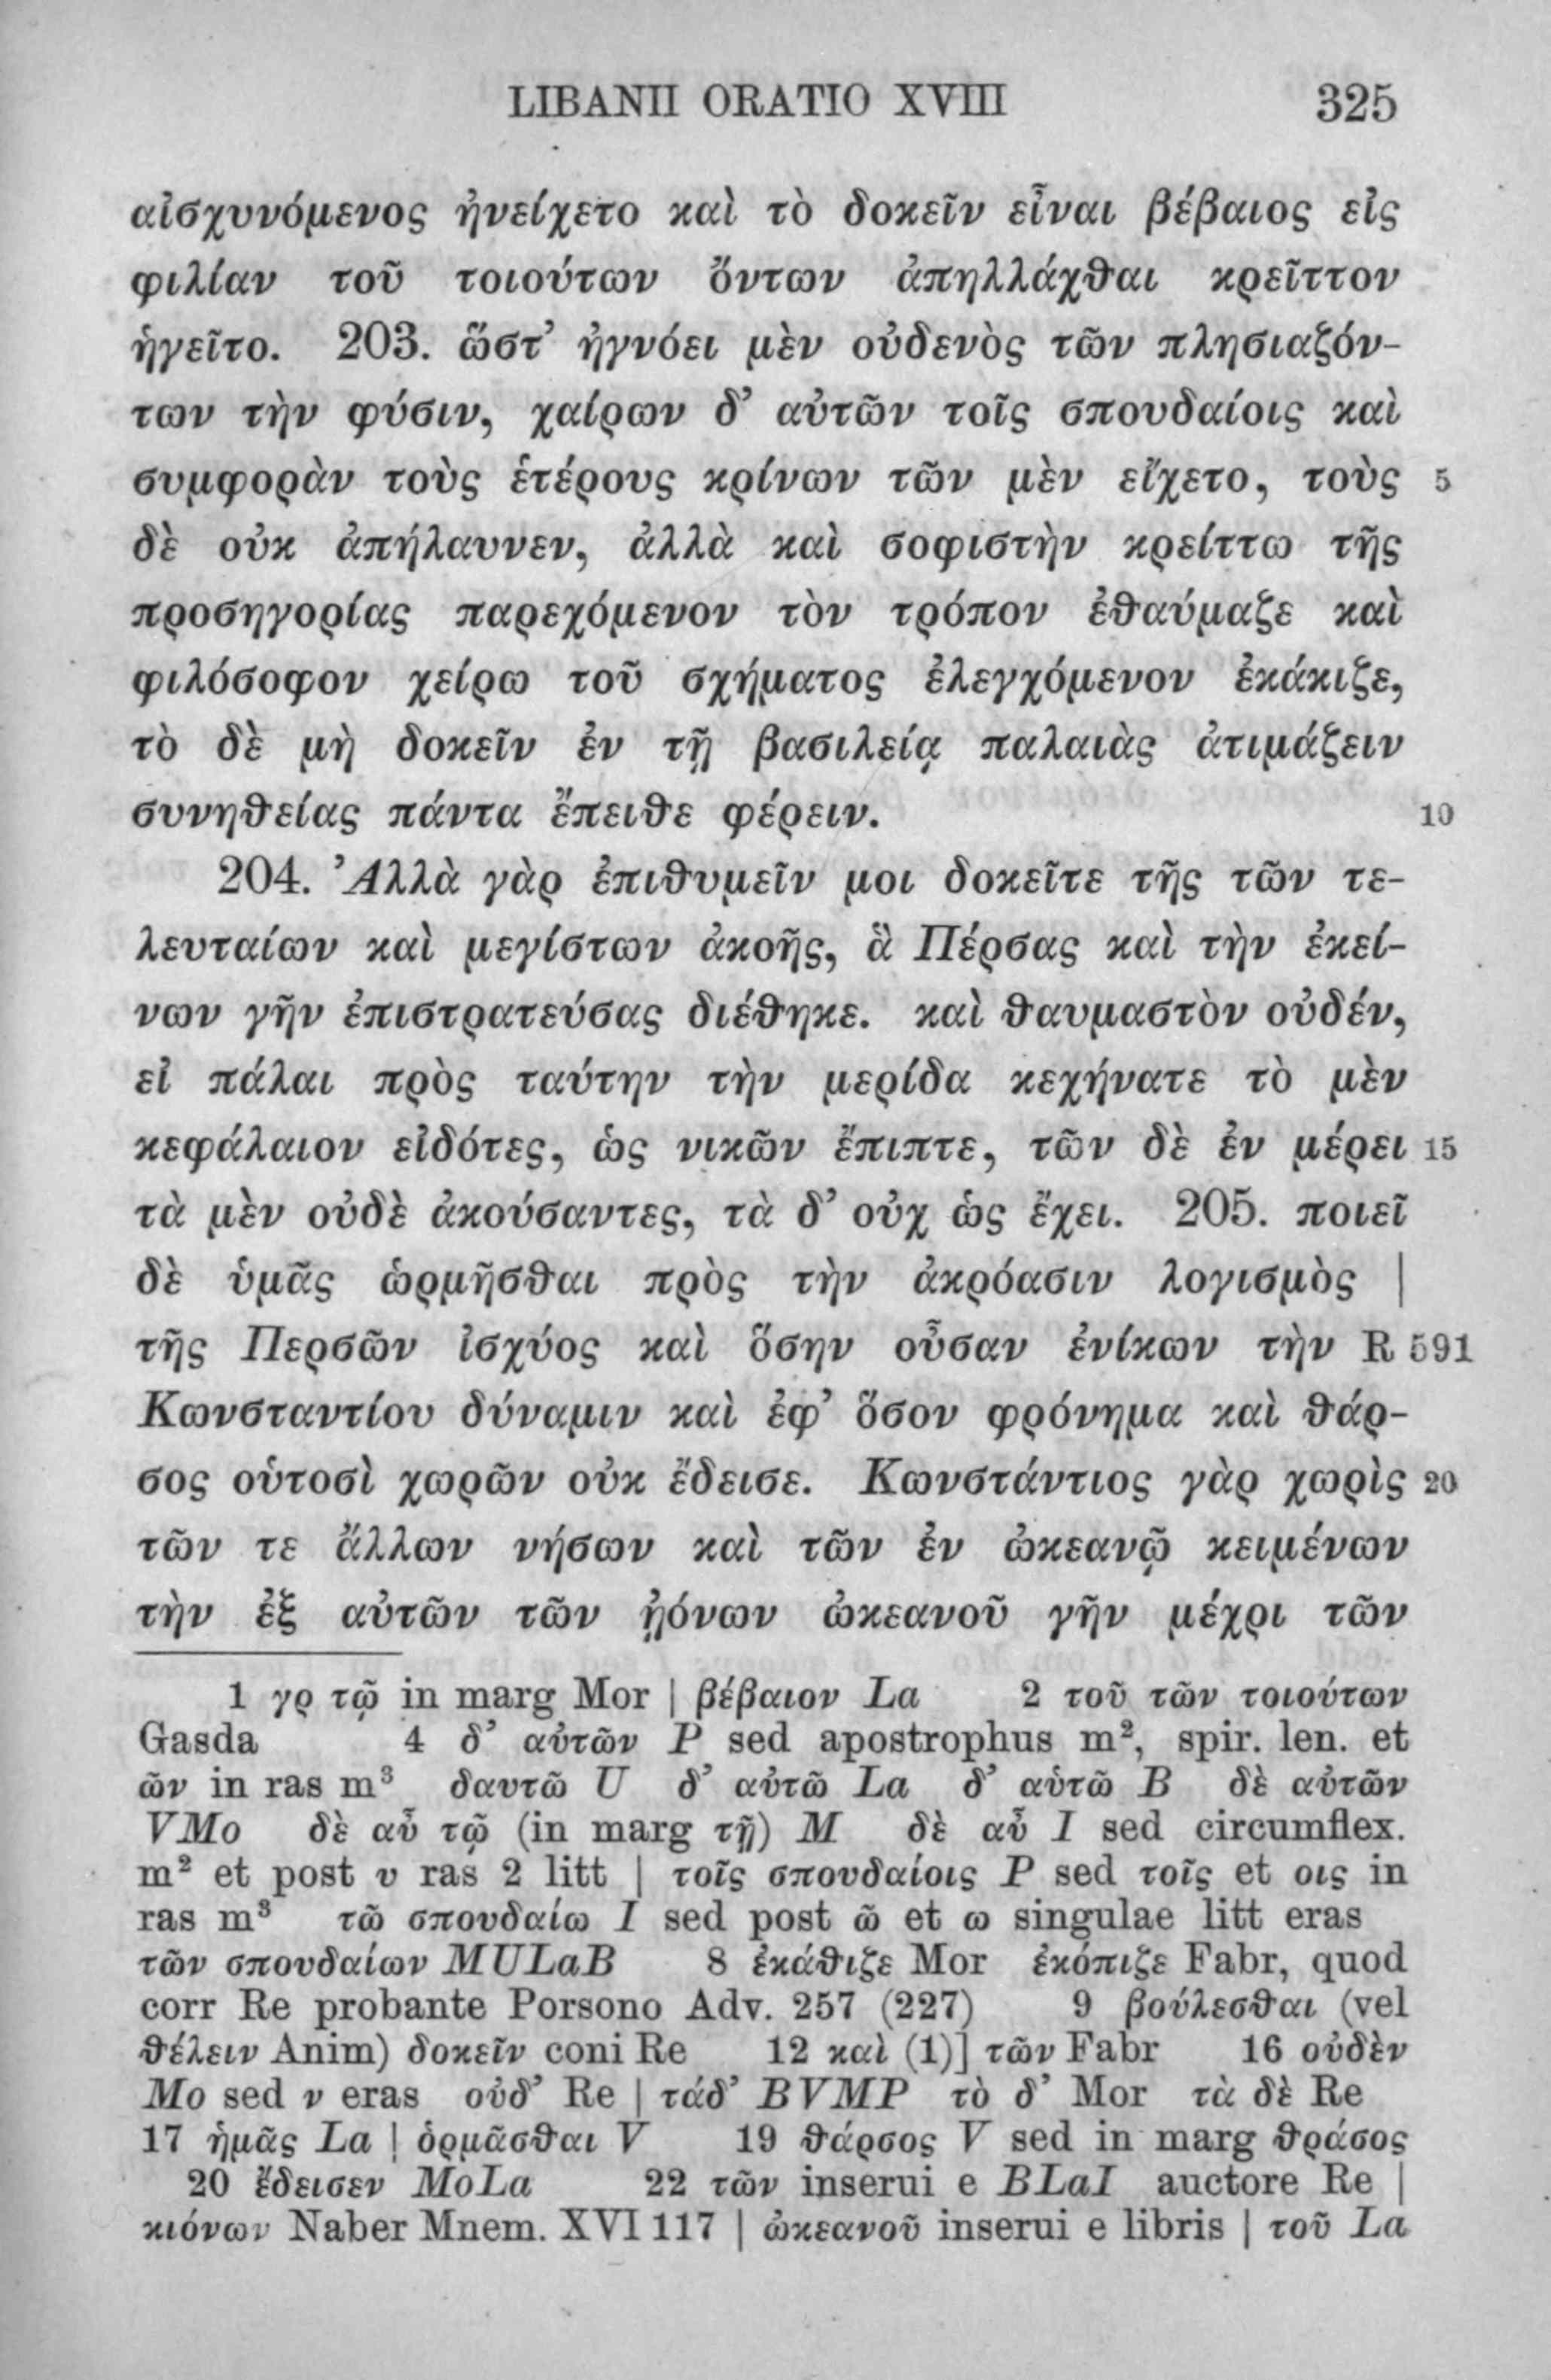 LIBANII ORATIO XVIII 325
αἰσχυνόμενος ἠνείχετο καὶ τὸ δοκεῖν εἶναι βέβαιος εἰς
φιλίαν τοῦ τοιούτων ὄντων ἀπηλλάχθαι κρεῖττον
ἡγεῖτο. 203. ὥστ’ ἠγνόει μὲν οὐδενὸς τῶν πλησιαζόν-
των τὴν φύσιν, χαίρων δ’ αὐτῶν τοῖς σπουδαίοις καὶ
συμφορὰν τοὺς ἑτέρους κρίνων τῶν μὲν εἴχετο, τοὺς 5
δὲ οὐκ ἀπήλαυνεν, ἀλλὰ καὶ σοφιστὴν κρείττω τῆς
προσηγορίας παρεχόμενον τὸν τρόπον ἐθαύμαζε καὶ
φιλόσοφον χείρω τοῦ σχήματος ἐλεγχόμενον ἐκάκιζε,
τὸ δὲ μὴ δοκεῖν ἐν τῇ βασιλείᾳ παλαιὰς ἀτιμάζειν
συνηθείας πάντα ἔπειθε φέρειν. 10
204. Ἀλλὰ γὰρ ἐπιθυμεῖν μοι δοκεῖτε τῆς τῶν τε-
λευταίων καὶ μεγίστων ἀκοῆς, ἃ Πέρσας καὶ τὴν ἐκεί-
νων γῆν ἐπιστρατεύσας διέθηκε. καὶ θαυμαστὸν οὐδέν,
εἰ πάλαι πρὸς ταύτην τὴν μερίδα κεχήνατε τὸ μὲν
κεφάλαιον εἰδότες, ὡς νικῶν ἔπιπτε, τῶν δὲ ἐν μέρει 15
τὰ μὲν οὐδὲ ἀκούσαντες, τὰ δ’ οὐχ ὡς ἔχει. 205. ποιεῖ
δὲ ὑμᾶς ὡρμῆσθαι πρὸς τὴν ἀκρόασιν λογισμὸς |
τῆς Περσῶν ἰσχύος καὶ ὅσην οὖσαν ἐνίκων τὴν R 591
Κωνσταντίου δύναμιν καὶ ἐφ’ ὅσον φρόνημα καὶ θάρ-
σος οὑτοσὶ χωρῶν οὐκ ἔδεισε. Κωνστάντιος γὰρ χωρὶς 20
τῶν τε ἄλλων νήσων καὶ τῶν ἐν ὠκεανῷ κειμένων
τὴν ἐξ αὐτῶν τῶν ᾐόνων ὠκεανοῦ γῆν μέχρι τῶν
1 γρ τῷ in marg Mor | βέβαιον La 2 τοῦ τῶν τοιούτων
Gasda 4 δ’ αὐτῶν P sed apostrophus m², spir. len. et
ῶν in ras m³ δαυτῶ U δ’ αὐτῶ La δ’ αὑτῶ B δὲ αὐτῶν
VMo δὲ αὖ τῷ (in marg τῇ) M δὲ αὖ I sed circumflex.
m² et post υ ras 2 litt | τοῖς σπουδαίοις P sed τοῖς et οις in
ras m³ τῶ σπουδαίω I sed post ῶ et ω singulae litt eras
τῶν σπουδαίων MULaB 8 ἐκάθιζε Mor ἐκόπιζε Fabr, quod
corr Re probante Porsono Adv. 257 (227) 9 βούλεσθαι (vel
θέλειν Anim) δοκεῖν coni Re 12 καὶ (1)] τῶν Fabr 16 οὐδὲν
Mo sed ν eras οὐδ’ Re | τάδ’ BVMP τὸ δ’ Mor τὰ δὲ Re
17 ἡμᾶς La | ὁρμᾶσθαι V 19 θάρσος V sed in marg θράσος
20 ἔδεισεν MoLa 22 τῶν inserui e BLaI auctore Re |
κιόνων Naber Mnem. XVI 117 | ὠκεανοῦ inserui e libris | τοῦ La